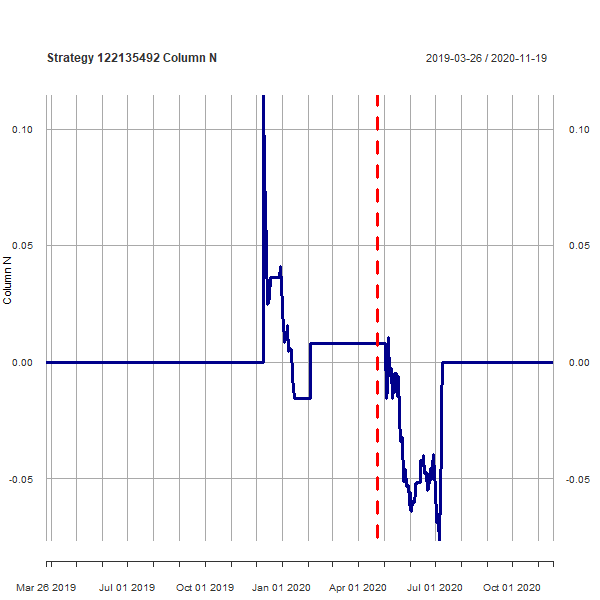 Strategy 122135492 Column N 2019-03-26 / 2020-11-19
0.10 0.10
0.05 0.05
Column N
0.00 0.00
-0.05 -0.05
Mar 26 2019 Jul 01 2019 Oct 01 2019 Jan 01 2020 Apr 01 2020 Jul 01 2020 Oct 01 2020